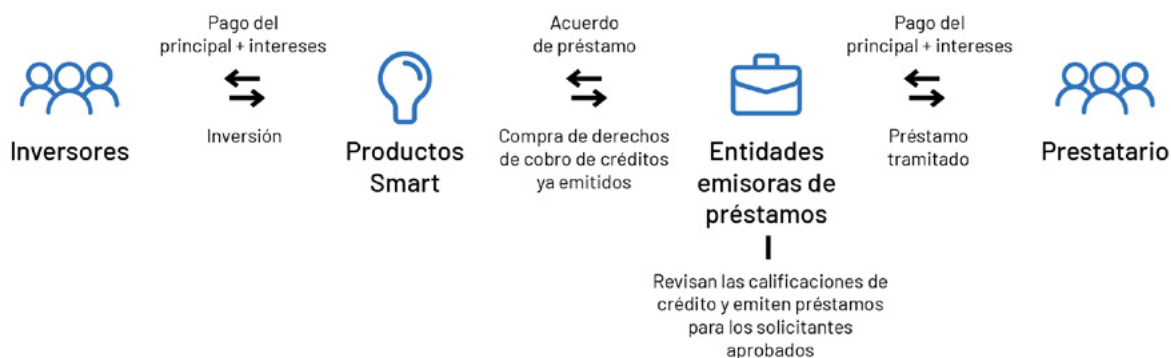 Pago del
principal + intereses
Inversión
Inversores
Productos
Smart
Acuerdo
de préstamo
Compra de derechos
de cobro de créditos
ya emitidos
Entidades
emisoras de
préstamos
Revisan las calificaciones de
crédito y emiten préstamos
para los solicitantes
aprobados
Pago del
principal + intereses
Préstamo
tramitado
Prestatario